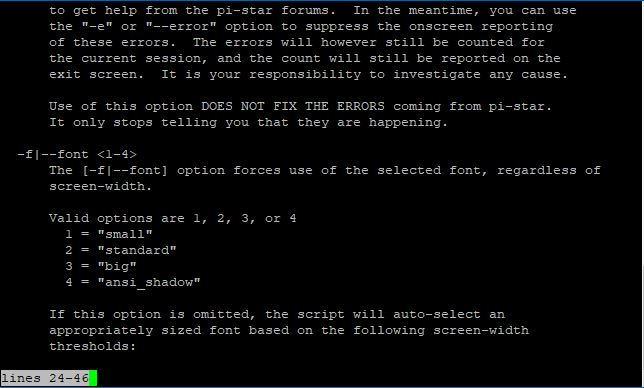 to get help from the pi-star forums.  In the meantime, you can use
the "-e" or "--error" option to suppress the onscreen reporting
of these errors.  The errors will however still be counted for
the current session, and the count will still be reported on the
exit screen.  It is your responsibility to investigate any cause.
Use of this option DOES NOT FIX THE ERRORS coming from pi-star.
It only stops telling you that they are happening.
-f|--font <1-4>
The [-f|--font] option forces use of the selected font, regardless of
screen-width.
Valid options are 1, 2, 3, or 4
1 = "small"
2 = "standard"
3 = "big"
4 = "ansi_shadow"
If this option is omitted, the script will auto-select an
appropriately sized font based on the following screen-width
thresholds:
lines 24-46